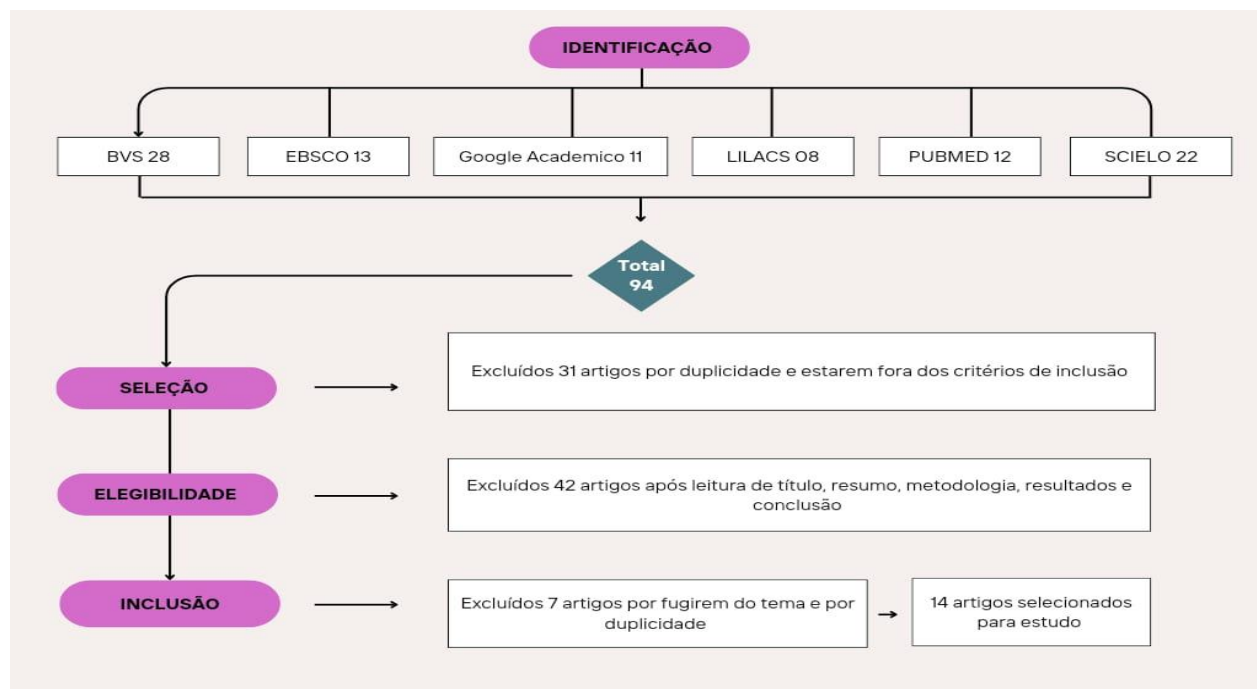 IDENTIFICAÇÃO
BVS 28
EBSCO 13
Google Academico 11
LILACS 08
PUBMED 12
SCIELO 22
Total
94
SELEÇÃO
Excluídos 31 artigos por duplicidade e estarem fora dos critérios de inclusão
ELEGIBILIDADE
Excluídos 42 artigos após leitura de título, resumo, metodologia, resultados e
conclusão
INCLUSÃO
Excluídos 7 artigos por fugirem do tema e por
duplicidade
14 artigos selecionados
para estudo